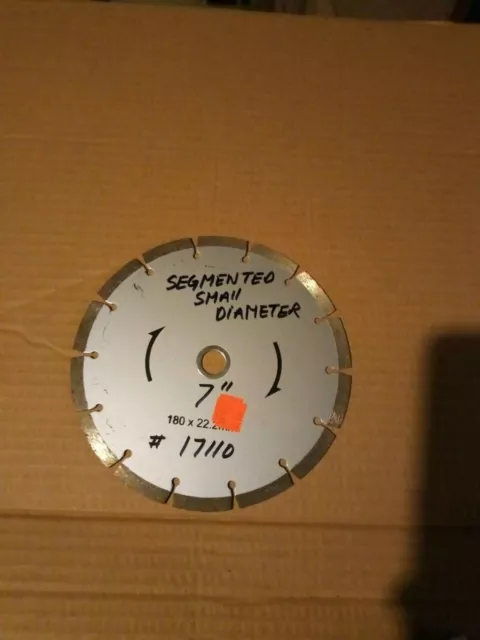 SEGMENTED
SMAll
DIAMETER
7"
180 x 22.2
# 17110